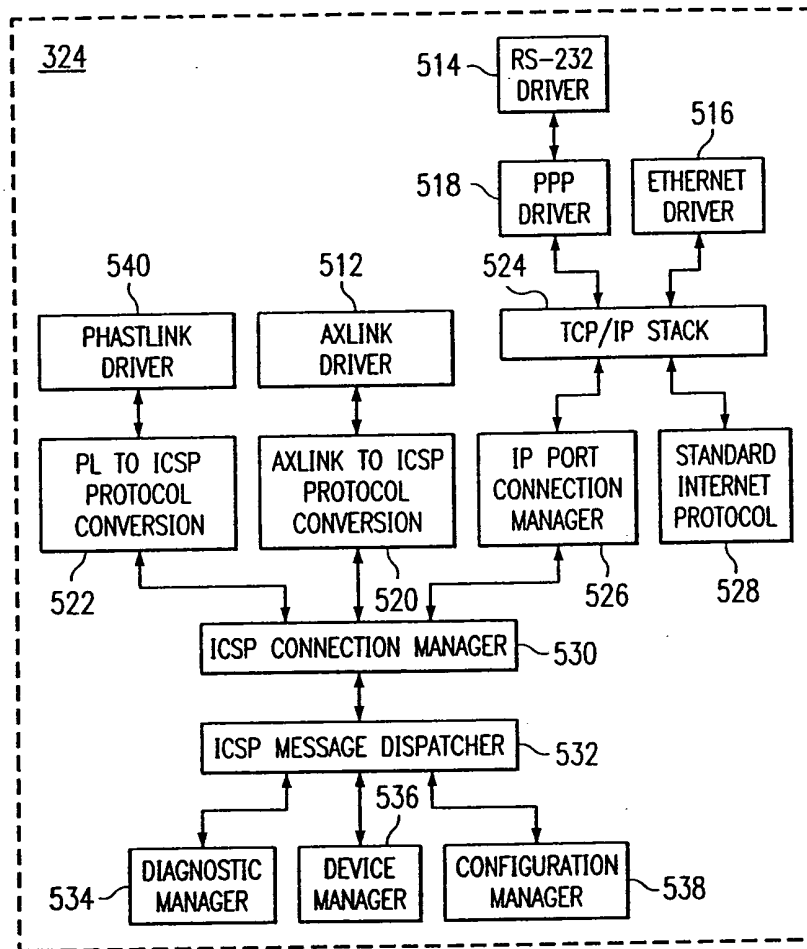 324
514
RS-232
DRIVER
516
518
PPP
DRIVER
ETHERNET
DRIVER
540
512
524
PHASTLINK
DRIVER
AXLINK
DRIVER
TCP/IP STACK
PL TO ICSP
PROTOCOL
CONVERSION
AXLINK TO ICSP
PROTOCOL
CONVERSION
IP PORT
CONNECTION
MANAGER
STANDARD
INTERNET
PROTOCOL
522
520
526
528
ICSP CONNECTION MANAGER
530
ICSP MESSAGE DISPATCHER
532
536
534
DIAGNOSTIC
MANAGER
DEVICE
MANAGER
CONFIGURATION
MANAGER
538